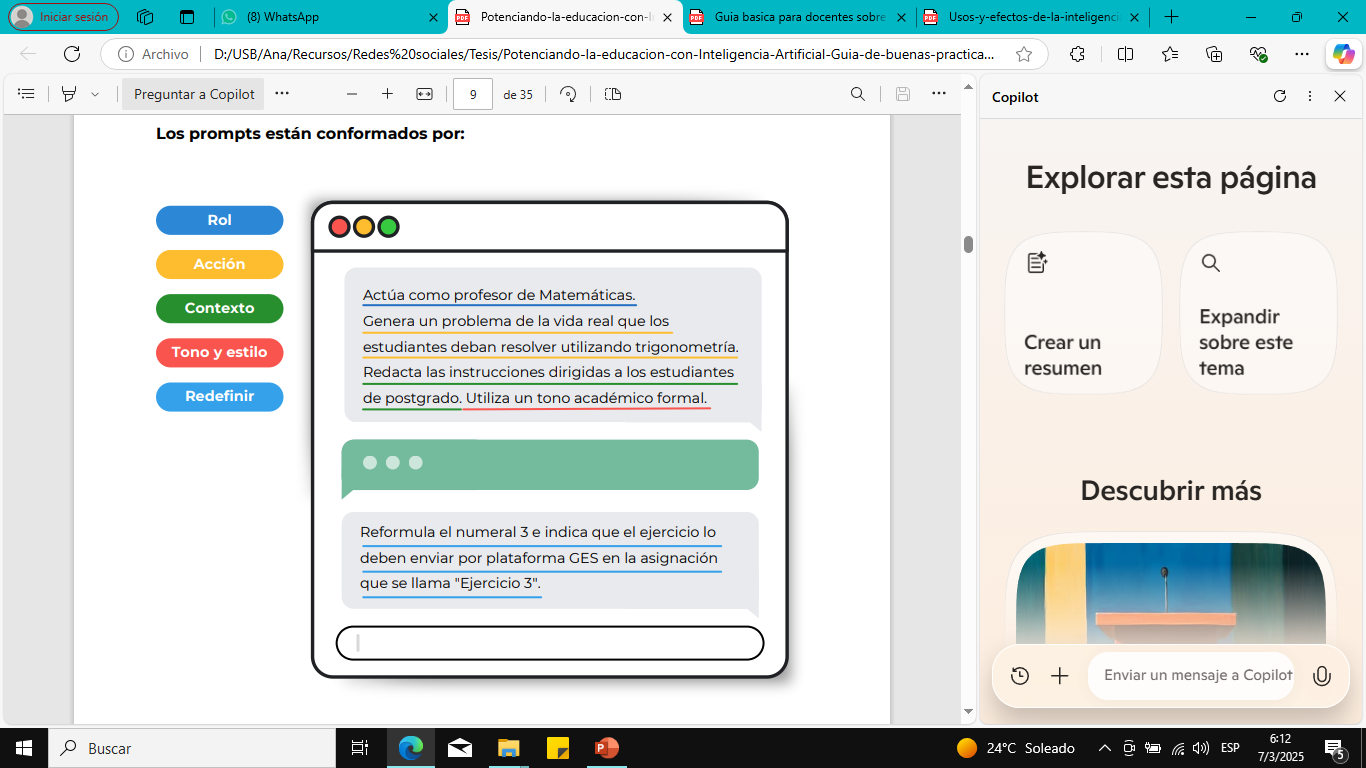 Iniciar sesión
(8) WhatsApp
Potenciando-la-educacion-con-I
Guia basica para docentes sobre
Usos-y-efectos-de-la-inteligenci
Archivo
D:/USB/Ana/Recursos/Redes%20sociales/Tesis/Potenciando-la-educacion-con-Inteligencia-Artificial-Guia-de-buenas-practica...
Preguntar a Copilot
9
de 35
Copilot
Los prompts están conformados por:
Rol
Acción
Contexto
Tono y estilo
Redefinir
Actúa como profesor de Matemáticas.
Genera un problema de la vida real que los
estudiantes deban resolver utilizando trigonometría.
Redacta las instrucciones dirigidas a los estudiantes
de postgrado. Utiliza un tono académico formal.
Reformula el numeral 3 e indica que el ejercicio lo
deben enviar por plataforma GES en la asignación
que se llama "Ejercicio 3".
Explorar esta página
Crear un
resumen
Expandir
sobre este
tema
Descubrir más
Enviar un mensaje a Copilot
Buscar
24°C Soleado
ESP
6:12
7/3/2025
5